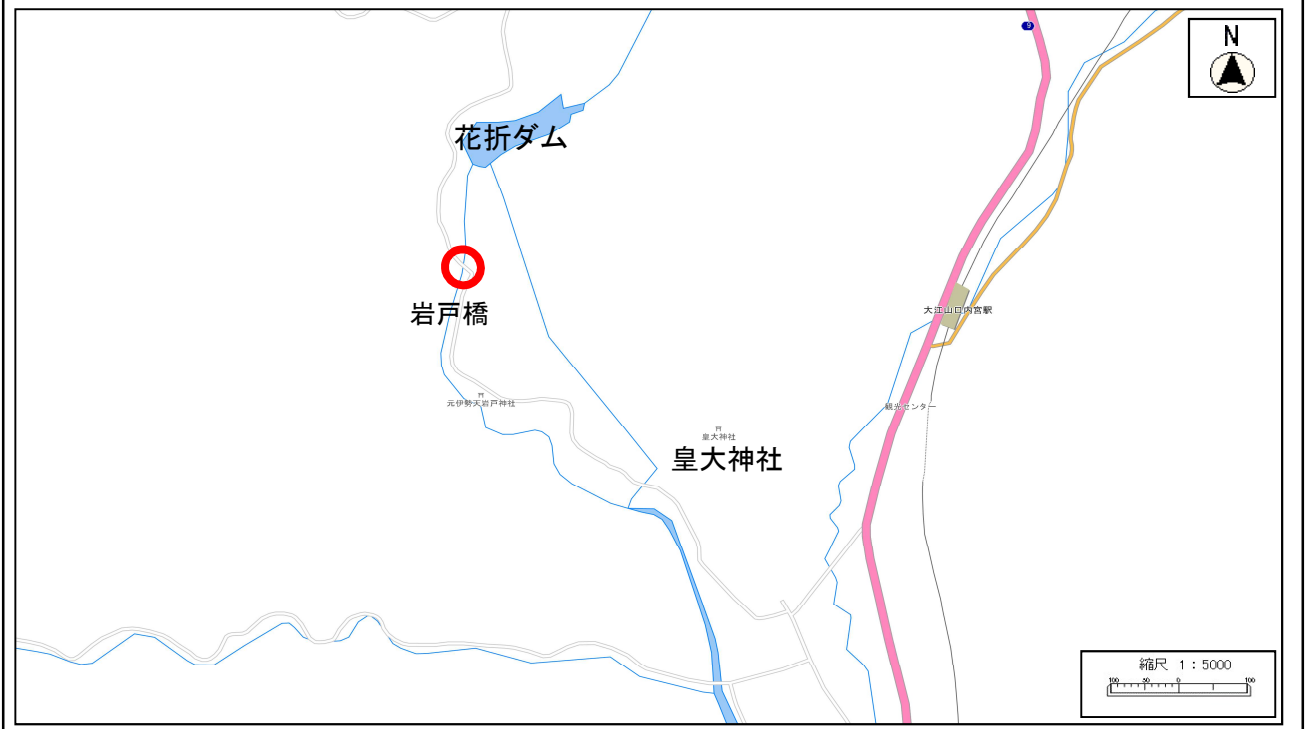 9
N
花折ダム
岩戸橋
大江山口内宮駅
元伊勢天岩戸神社
観光センター
皇大神社
皇大神社
縮尺 1:5000
100 50 0 100